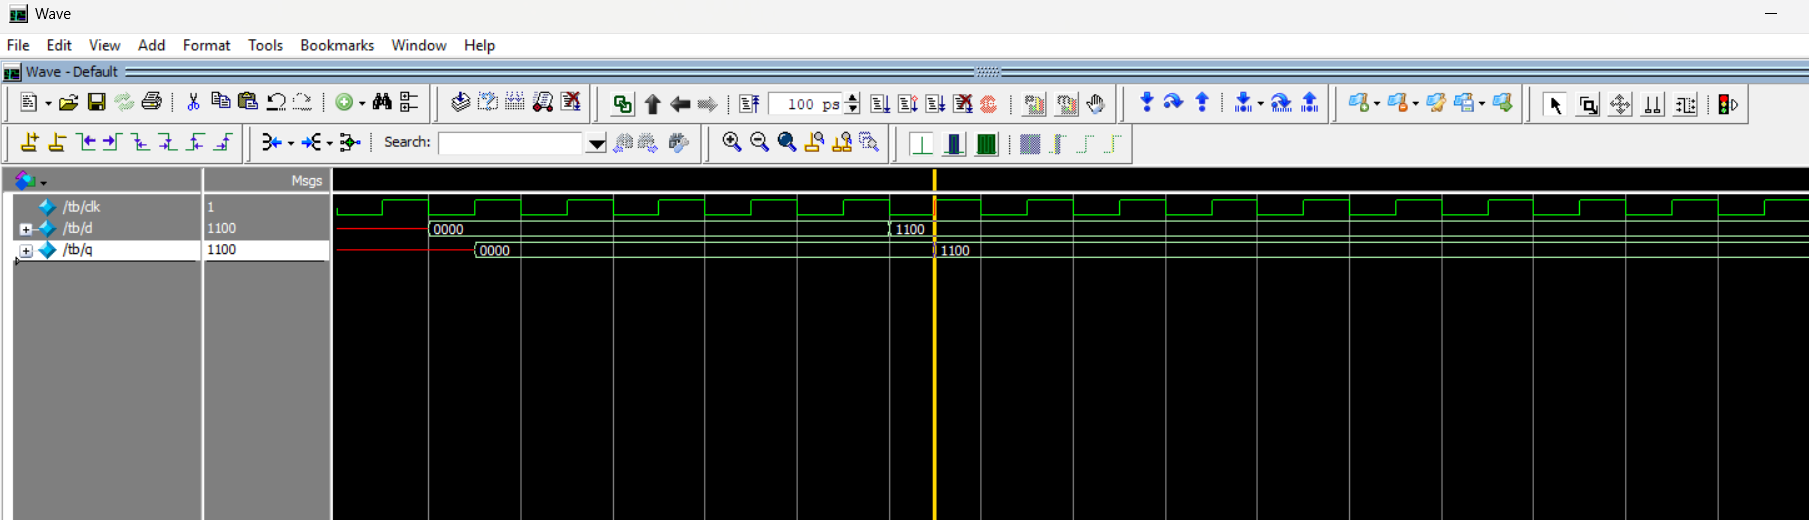 Wave
File Edit View Add Format Tools Bookmarks Window Help
Wave - Default
100 ps
Search:
Msgs
/tb/clk 1
/tb/d 1100 0000 1100
/tb/q 1100 0000 1100